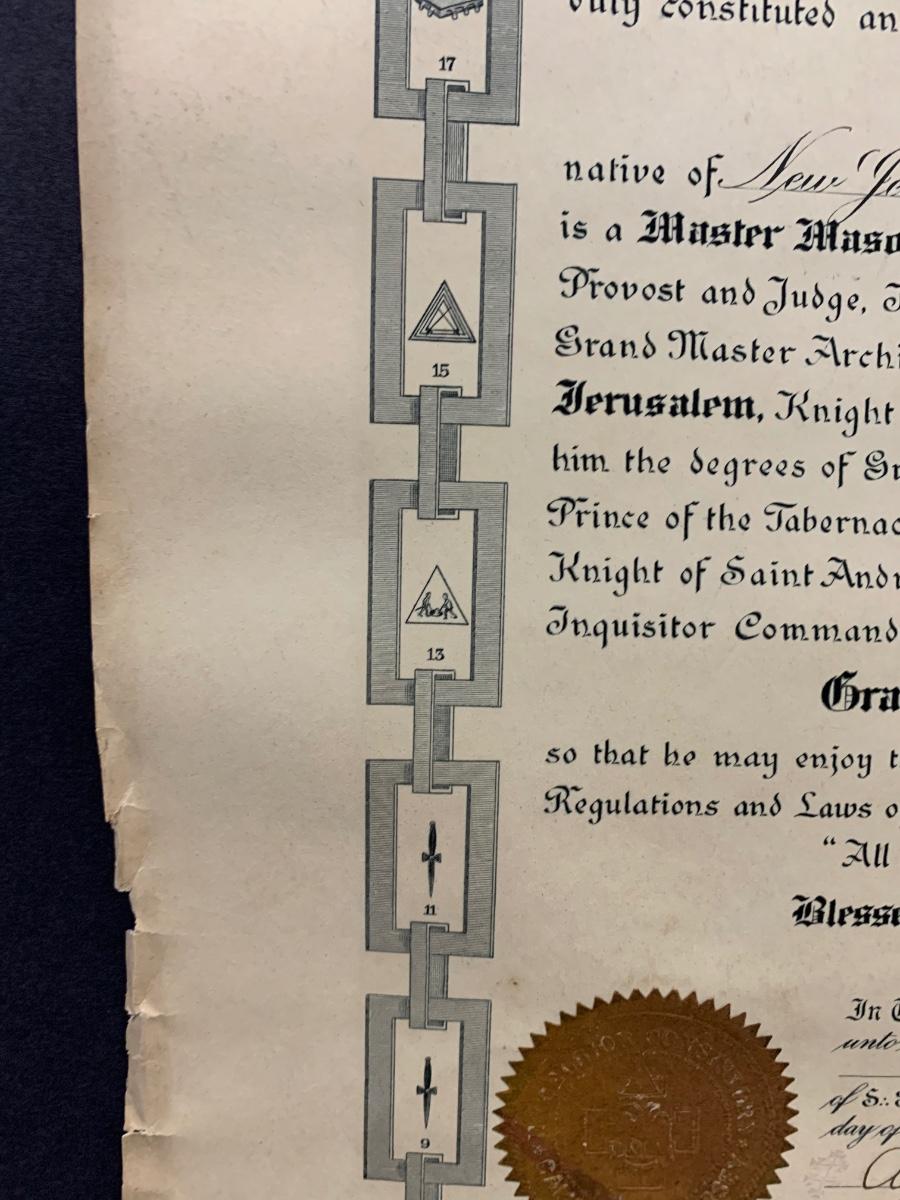 Duly constituted an
17
native of New Yo
is a Master Maso
Provost and Judge, T
Grand Master Archi
15
Jerusalem, Knight
him the degrees of Gr
Prince of the Tabernac
Knight of Saint Andr
Inquisitor Command
13
Gra
so that he may enjoy t
Regulations and Laws o
"All
Blesse
11
In T
unto
of S∴ S
day of
9
CONSISTORY